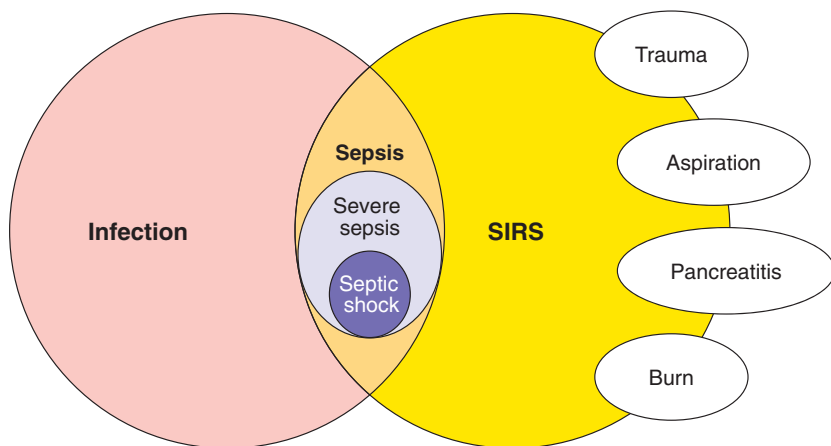 Trauma
Sepsis
Aspiration
Severe
sepsis
Infection
SIRS
Septic
shock
Pancreatitis
Burn